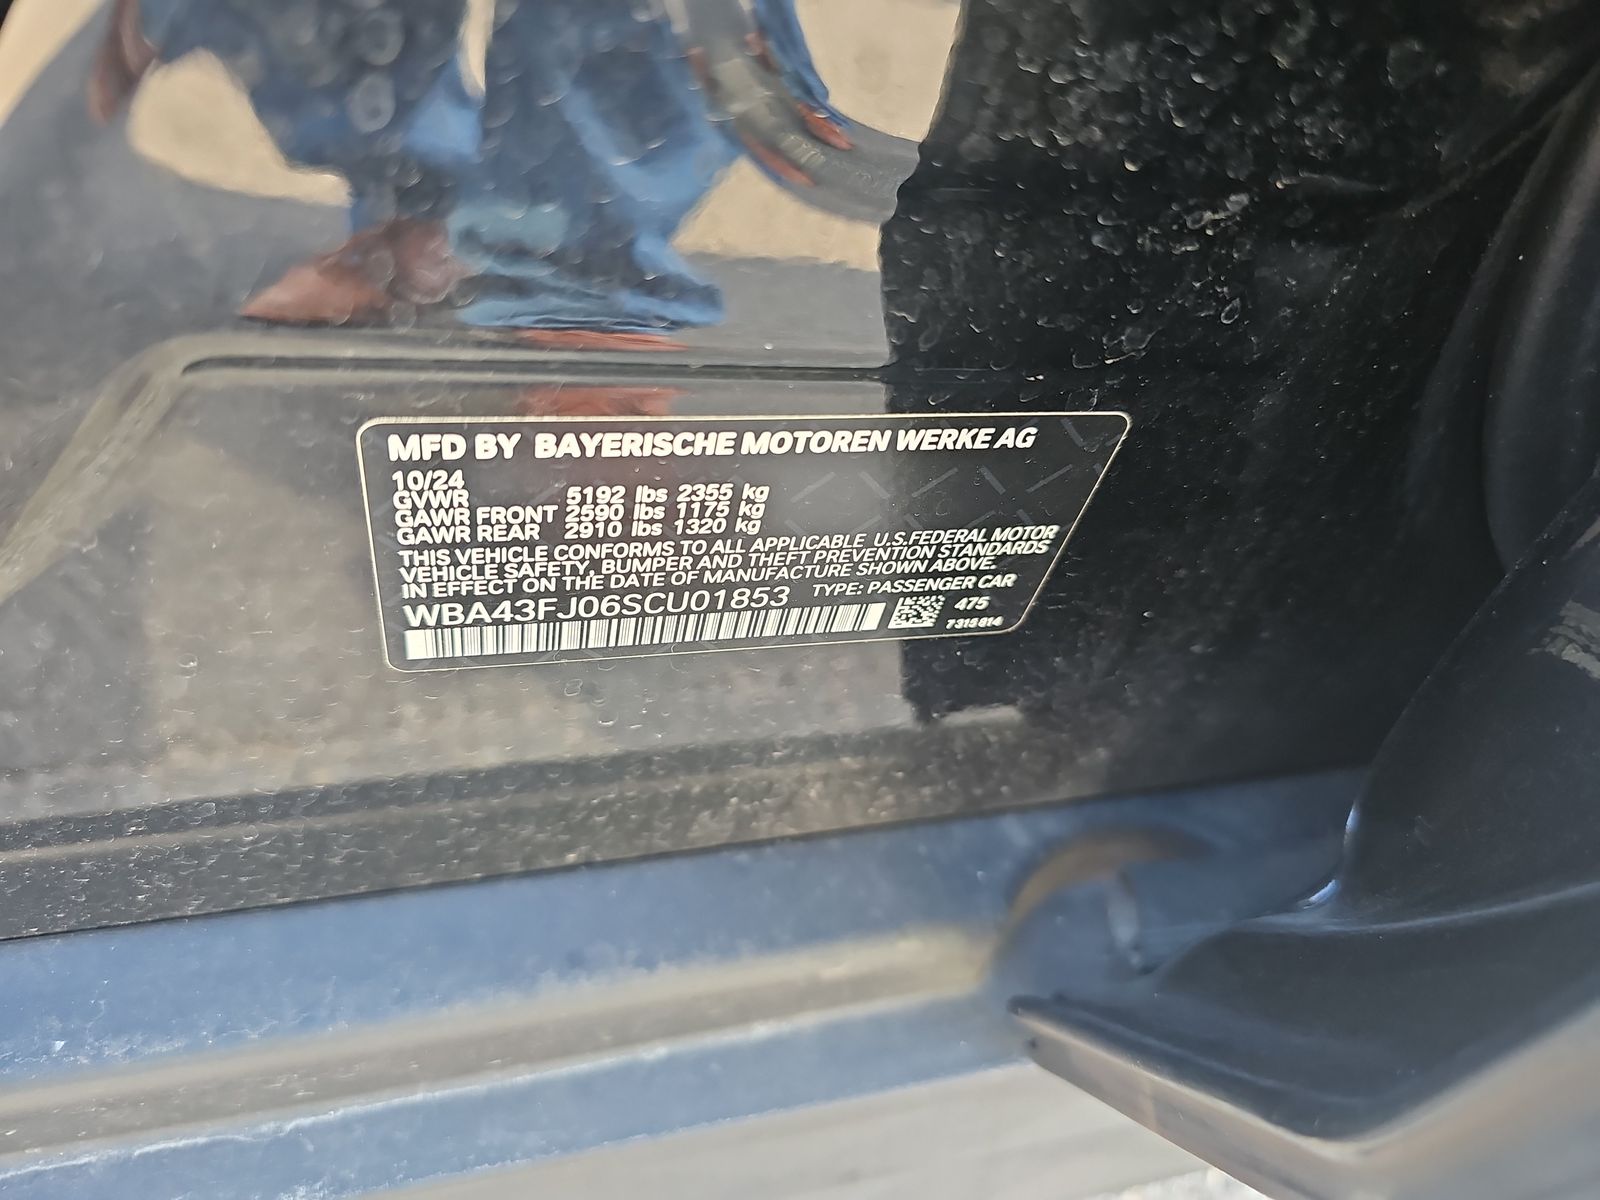 MFD BY BAYERISCHE MOTOREN WERKE AG
10/24
GVWR 5192 lbs 2355 kg
GAWR FRONT 2590 lbs 1175 kg
GAWR REAR 2910 lbs 1320 kg
THIS VEHICLE CONFORMS TO ALL APPLICABLE U.S.FEDERAL MOTOR
VEHICLE SAFETY, BUMPER AND THEFT PREVENTION STANDARDS
IN EFFECT ON THE DATE OF MANUFACTURE SHOWN ABOVE.
WBA43FJ06SCU01853 TYPE: PASSENGER CAR
475
7315814